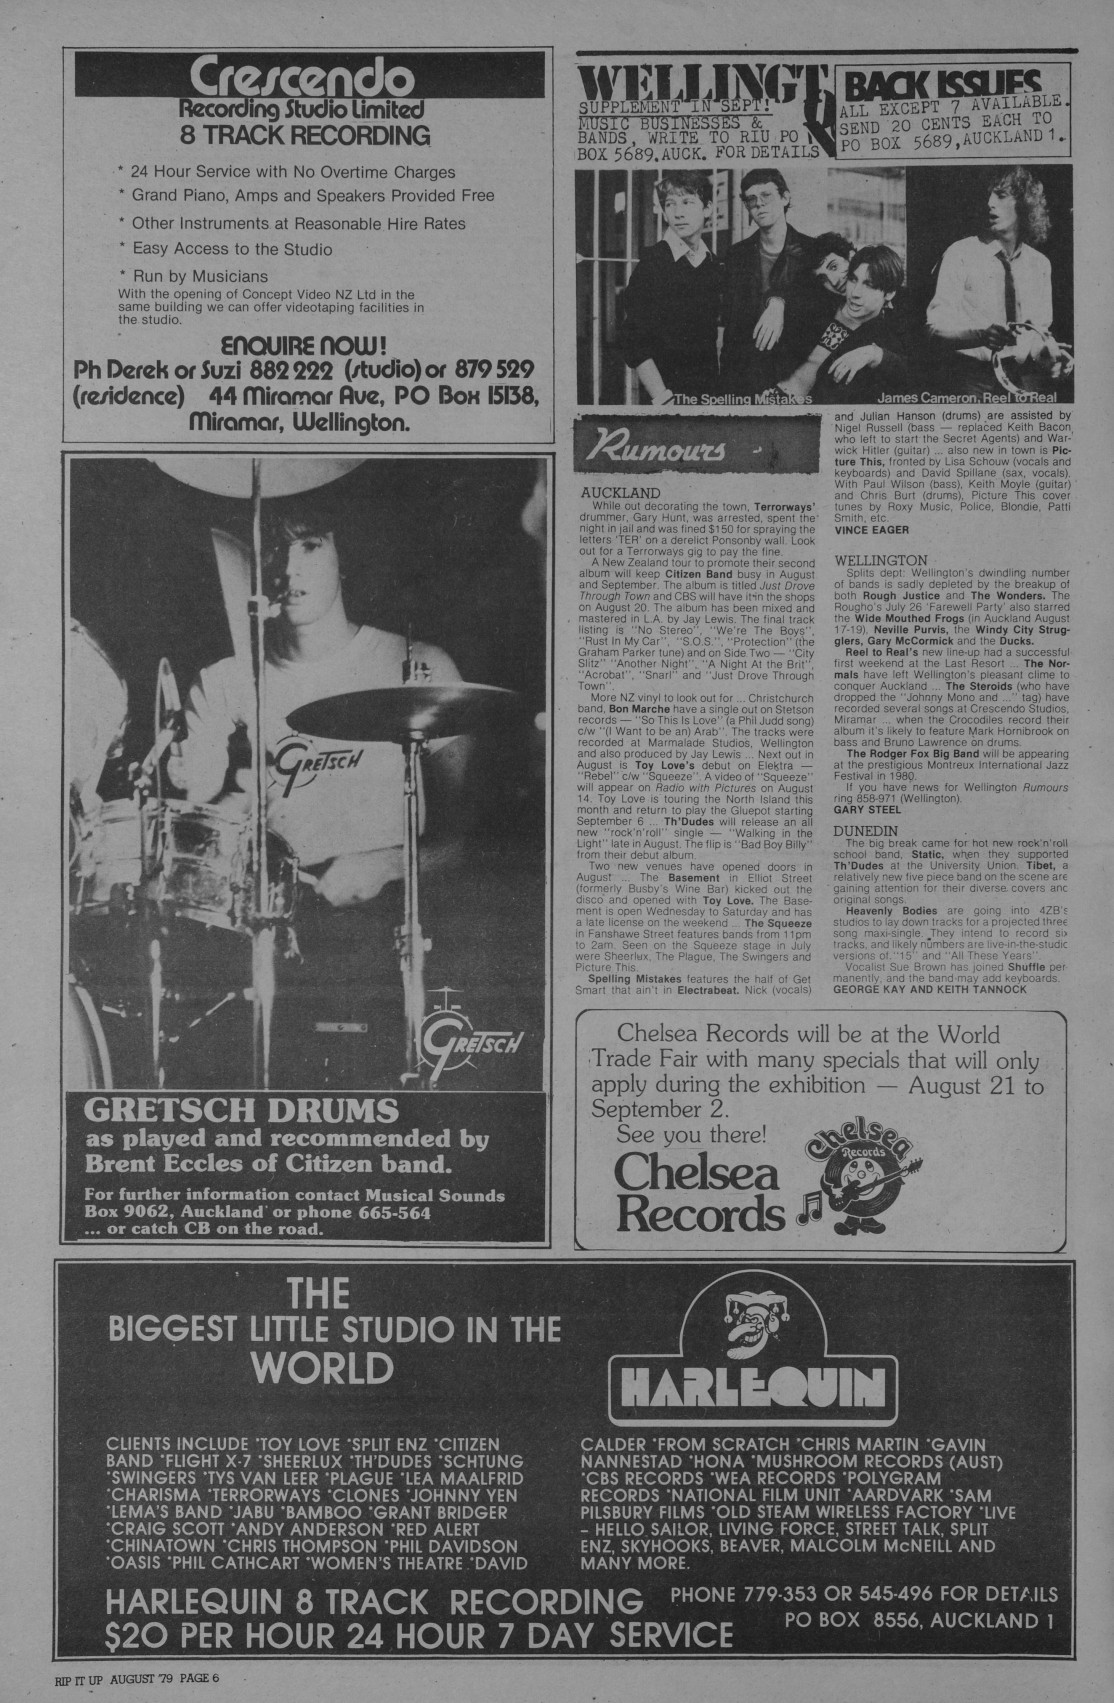 Crescendo
Recording Studio Limited
8 TRACK RECORDING
* 24 Hour Service with No Overtime Charges
* Grand Piano, Amps and Speakers Provided Free
* Other Instruments at Reasonable Hire Rates
* Easy Access to the Studio
* Run by Musicians
With the opening of Concept Video NZ Ltd in the
same building we can offer videotaping facilities in
the studio.
ENQUIRE NOW!
Ph Derek or Suzi 882 222 (studio) or 879 529
(residence) 44 Miramar Ave, PO Box 15138,
Miramar, Wellington.
GRETSCH
GRETSCH
GRETSCH DRUMS
as played and recommended by
Brent Eccles of Citizen band.
For further information contact Musical Sounds
Box 9062, Auckland or phone 665-564
... or catch CB on the road.
WELLINGTON
SUPPLEMENT IN SEPT!
MUSIC BUSINESSES &
BANDS, WRITE TO RIU PO
BOX 5689, AUCK. FOR DETAILS
BACK ISSUES
ALL EXCEPT 7 AVAILABLE.
SEND 20 CENTS EACH TO
PO BOX 5689, AUCKLAND 1.
The Spelling Mistakes
James Cameron, Reel to Real
Rumours
AUCKLAND
While out decorating the town, Terrorways'
drummer, Gary Hunt, was arrested, spent the
night in jail and was fined $150 for spraying the
letters 'TER' on a derelict Ponsonby wall. Look
out for a Terrorways gig to pay the fine.
A New Zealand tour to promote their second
album will keep Citizen Band busy in August
and September. The album is titled Just Drove
Through Town and CBS will have it in the shops
on August 20. The album has been mixed and
mastered in L.A. by Jay Lewis. The final track
listing is "No Stereo", "We're The Boys",
"Rust In My Car", "S.O.S.", "Protection" (the
Graham Parker tune) and on Side Two — "City
Slitz" "Another Night", "A Night At the Brit",
"Acrobat", "Snarl" and "Just Drove Through
Town".
More NZ vinyl to look out for ... Christchurch
band, Bon Marche have a single out on Stetson
records — "So This Is Love" (a Phil Judd song)
c/w "(I Want to be an) Arab". The tracks were
recorded at Marmalade Studios, Wellington
and also produced by Jay Lewis ... Next out in
August is Toy Love's debut on Elektra —
"Rebel" c/w "Squeeze". A video of "Squeeze"
will appear on Radio with Pictures on August
14. Toy Love is touring the North Island this
month and return to play the Gluepot starting
September 6 ... Th'Dudes will release an all
new "rock'n'roll" single — "Walking in the
Light" late in August. The flip is "Bad Boy Billy"
from their debut album.
Two new venues have opened doors in
August ... The Basement in Elliot Street
(formerly Busby's Wine Bar) kicked out the
disco and opened with Toy Love. The Base-
ment is open Wednesday to Saturday and has
a late license on the weekend ... The Squeeze
in Fanshawe Street features bands from 11pm
to 2am. Seen on the Squeeze stage in July
were Sheerlux, The Plague, The Swingers and
Picture This.
Spelling Mistakes features the half of Get
Smart that ain't in Electrabeat. Nick (vocals)
and Julian Hanson (drums) are assisted by
Nigel Russell (bass — replaced Keith Bacon,
who left to start the Secret Agents) and War-
wick Hitler (guitar) ... also new in town is Pic-
ture This, fronted by Lisa Schouw (vocals and
keyboards) and David Spillane (sax, vocals).
With Paul Wilson (bass), Keith Moyle (guitar)
and Chris Burt (drums), Picture This cover
tunes by Roxy Music, Police, Blondie, Patti
Smith, etc.
VINCE EAGER
WELLINGTON
Splits dept: Wellington's dwindling number
of bands is sadly depleted by the breakup of
both Rough Justice and The Wonders. The
Rougho's July 26 'Farewell Party' also starred
the Wide Mouthed Frogs (in Auckland August
17-19), Neville Purvis, the Windy City Strug-
glers, Gary McCormick and the Ducks.
Reel to Real's new line-up had a successful
first weekend at the Last Resort ... The Nor-
mals have left Wellington's pleasant clime to
conquer Auckland ... The Steroids (who have
dropped the "Johnny Mono and ..." tag) have
recorded several songs at Crescendo Studios,
Miramar ... when the Crocodiles record their
album it's likely to feature Mark Hornibrook on
bass and Bruno Lawrence on drums.
The Rodger Fox Big Band will be appearing
at the prestigious Montreux International Jazz
Festival in 1980.
If you have news for Wellington Rumours
ring 858-971 (Wellington).
GARY STEEL
DUNEDIN
The big break came for hot new rock'n'roll
school band, Static, when they supported
Th'Dudes at the University Union. Tibet, a
relatively new five piece band on the scene are
gaining attention for their diverse covers and
original songs.
Heavenly Bodies are going into 4ZB's
studios to lay down tracks for a projected three
song maxi-single. They intend to record six
tracks, and likely numbers are live-in-the-studio
versions of "15" and "All These Years".
Vocalist Sue Brown has joined Shuffle per-
manently, and the band may add keyboards.
GEORGE KAY AND KEITH TANNOCK
Chelsea Records will be at the World
Trade Fair with many specials that will only
apply during the exhibition — August 21 to
September 2.
See you there!
Chelsea
Records
Chelsea
Records
THE
BIGGEST LITTLE STUDIO IN THE
WORLD
HARLEQUIN
CLIENTS INCLUDE *TOY LOVE *SPLIT ENZ *CITIZEN
BAND *FLIGHT X-7 *SHEERLUX *TH'DUDES *SCHTUNG
*SWINGERS *TYS VAN LEER *PLAGUE *LEA MAALFRID
*CHARISMA *TERRORWAYS *CLONES *JOHNNY YEN
*LEMA'S BAND *JABU *BAMBOO *GRANT BRIDGER
*CRAIG SCOTT *ANDY ANDERSON *RED ALERT
*CHINATOWN *CHRIS THOMPSON *PHIL DAVIDSON
*OASIS *PHIL CATHCART *WOMEN'S THEATRE *DAVID
CALDER *FROM SCRATCH *CHRIS MARTIN *GAVIN
NANNESTAD *HONA *MUSHROOM RECORDS (AUST)
*CBS RECORDS *WEA RECORDS *POLYGRAM
RECORDS *NATIONAL FILM UNIT *AARDVARK *SAM
PILSBURY FILMS *OLD STEAM WIRELESS FACTORY *LIVE
– HELLO SAILOR, LIVING FORCE, STREET TALK, SPLIT
ENZ, SKYHOOKS, BEAVER, MALCOLM McNEILL AND
MANY MORE.
HARLEQUIN 8 TRACK RECORDING
$20 PER HOUR 24 HOUR 7 DAY SERVICE
PHONE 779-353 OR 545-496 FOR DETAILS
PO BOX 8556, AUCKLAND 1
RIP IT UP AUGUST '79 PAGE 6